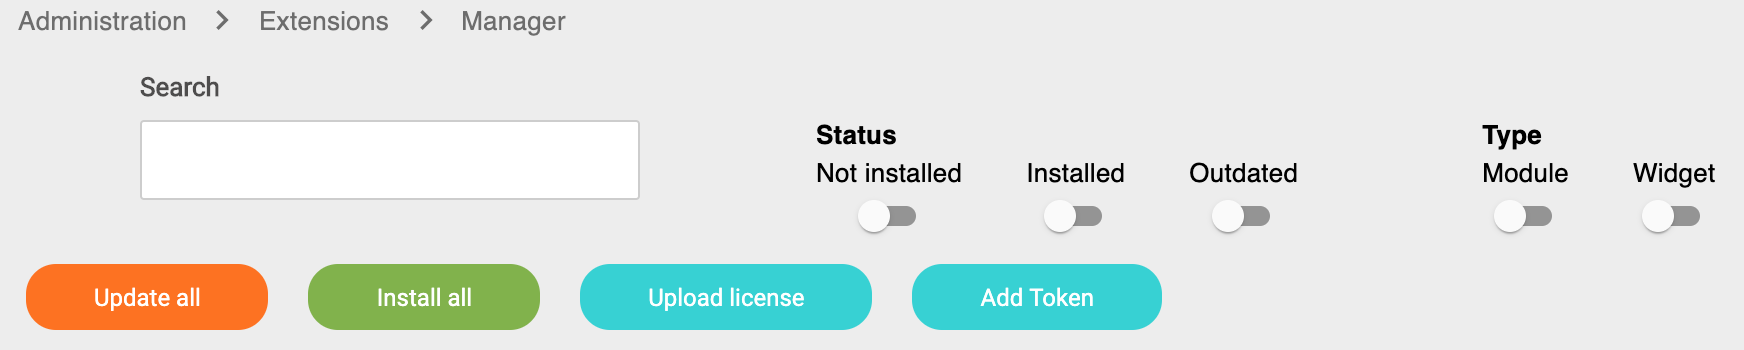 Administration > Extensions > Manager
Search
Status
Not installed Installed Outdated
Type
Module Widget
Update all Install all Upload license Add Token